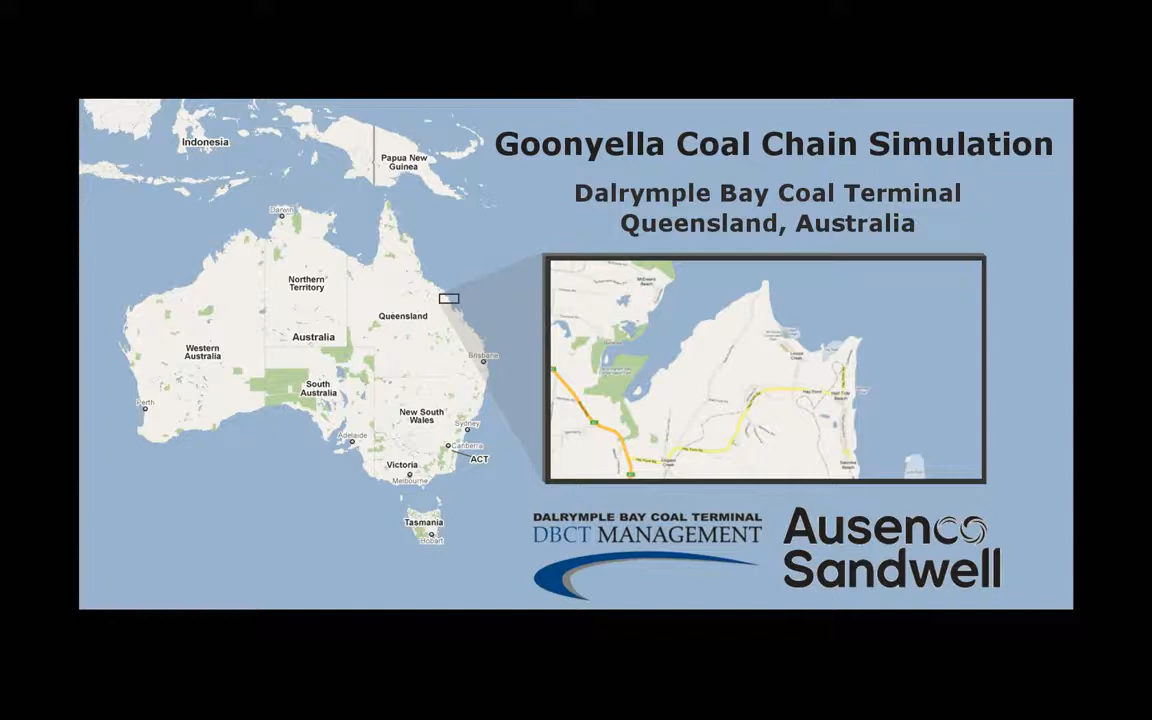 Goonyella Coal Chain Simulation
Dalrymple Bay Coal Terminal
Queensland, Australia
Indonesia
Papua New
Guinea
Darwin
Northern
Territory
Queensland
Australia
Western
Australia
Brisbane
South
Australia
Perth
New South
Wales
Sydney
Adelaide
Canberra
ACT
Victoria
Melbourne
Tasmania
Hobart
Hay Point
DALRYMPLE BAY COAL TERMINAL
DBCT MANAGEMENT
Ausenco
Sandwell